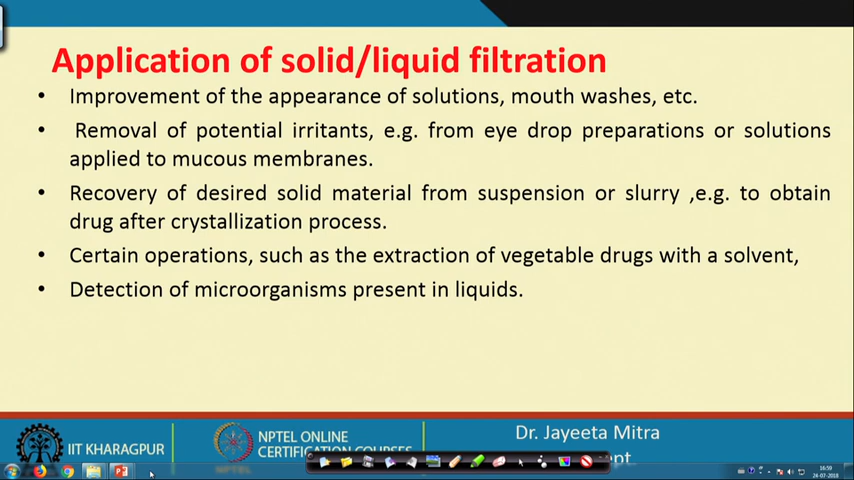 Application of solid/liquid filtration
• Improvement of the appearance of solutions, mouth washes, etc.
• Removal of potential irritants, e.g. from eye drop preparations or solutions
applied to mucous membranes.
• Recovery of desired solid material from suspension or slurry ,e.g. to obtain
drug after crystallization process.
• Certain operations, such as the extraction of vegetable drugs with a solvent,
• Detection of microorganisms present in liquids.
IIT KHARAGPUR
NPTEL ONLINE
CERTIFICATION COURSES
NPTEL
Dr. Jayeeta Mitra
16:59
24-07-2018